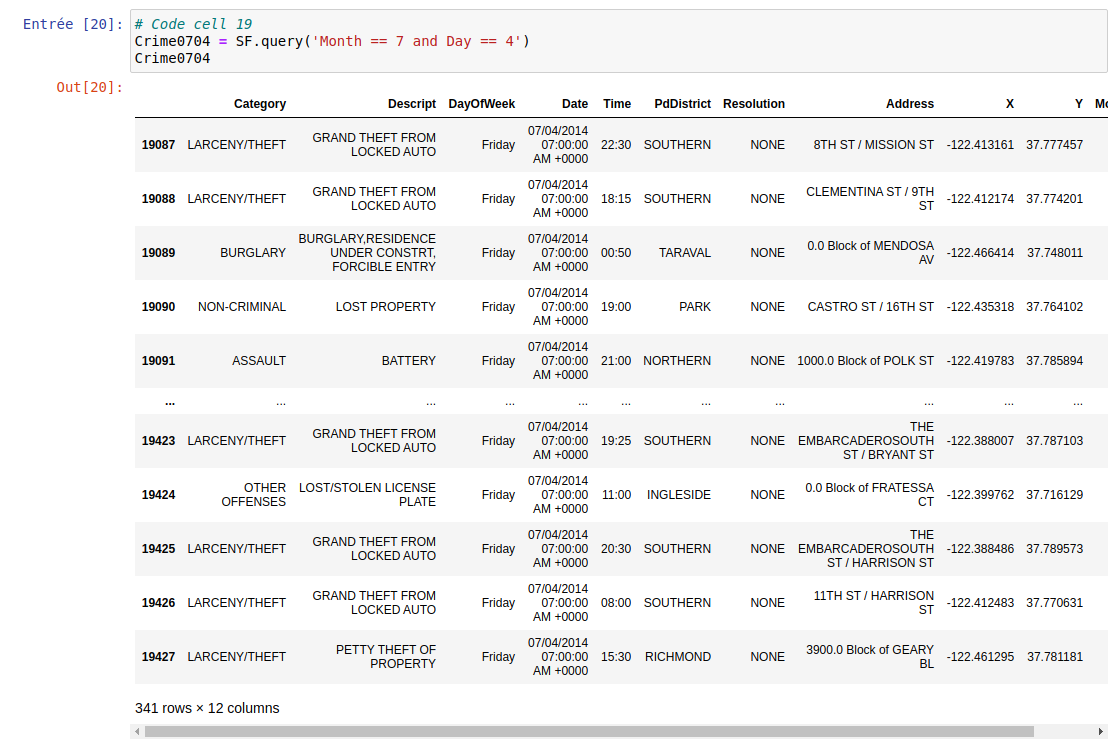 Entrée [20]: # Code cell 19
Crime0704 = SF.query('Month == 7 and Day == 4')
Crime0704
Out[20]:
Category Descript DayOfWeek Date Time PdDistrict Resolution Address X Y Mo
19087 LARCENY/THEFT GRAND THEFT FROM LOCKED AUTO Friday 07/04/2014 07:00:00 AM +0000 22:30 SOUTHERN NONE 8TH ST / MISSION ST -122.413161 37.777457
19088 LARCENY/THEFT GRAND THEFT FROM LOCKED AUTO Friday 07/04/2014 07:00:00 AM +0000 18:15 SOUTHERN NONE CLEMENTINA ST / 9TH ST -122.412174 37.774201
19089 BURGLARY BURGLARY,RESIDENCE UNDER CONSTRT, FORCIBLE ENTRY Friday 07/04/2014 07:00:00 AM +0000 00:50 TARAVAL NONE 0.0 Block of MENDOSA AV -122.466414 37.748011
19090 NON-CRIMINAL LOST PROPERTY Friday 07/04/2014 07:00:00 AM +0000 19:00 PARK NONE CASTRO ST / 16TH ST -122.435318 37.764102
19091 ASSAULT BATTERY Friday 07/04/2014 07:00:00 AM +0000 21:00 NORTHERN NONE 1000.0 Block of POLK ST -122.419783 37.785894
... ... ... ... ... ... ... ... ... ... ...
19423 LARCENY/THEFT GRAND THEFT FROM LOCKED AUTO Friday 07/04/2014 07:00:00 AM +0000 19:25 SOUTHERN NONE THE EMBARCADEROSOUTH ST / BRYANT ST -122.388007 37.787103
19424 OTHER OFFENSES LOST/STOLEN LICENSE PLATE Friday 07/04/2014 07:00:00 AM +0000 11:00 INGLESIDE NONE 0.0 Block of FRATESSA CT -122.399762 37.716129
19425 LARCENY/THEFT GRAND THEFT FROM LOCKED AUTO Friday 07/04/2014 07:00:00 AM +0000 20:30 SOUTHERN NONE THE EMBARCADEROSOUTH ST / HARRISON ST -122.388486 37.789573
19426 LARCENY/THEFT GRAND THEFT FROM LOCKED AUTO Friday 07/04/2014 07:00:00 AM +0000 08:00 SOUTHERN NONE 11TH ST / HARRISON ST -122.412483 37.770631
19427 LARCENY/THEFT PETTY THEFT OF PROPERTY Friday 07/04/2014 07:00:00 AM +0000 15:30 RICHMOND NONE 3900.0 Block of GEARY BL -122.461295 37.781181
341 rows × 12 columns